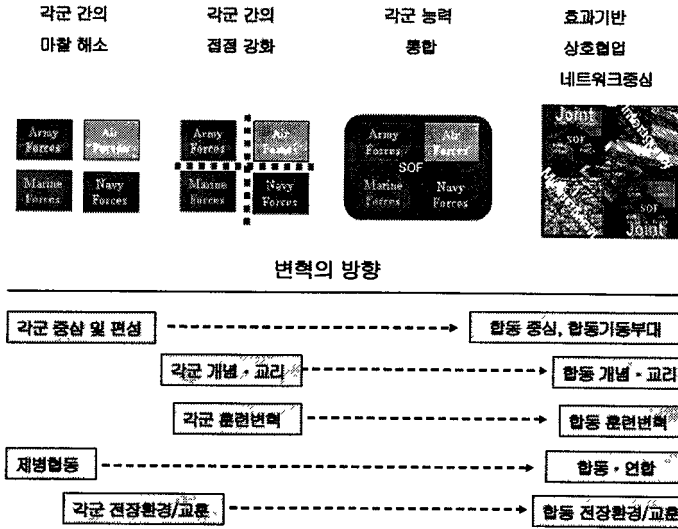 각군 간의
마찰 해소
각군 간의
접점 강화
각군 능력
통합
효과기반
상호협업
네트워크중심
Army
Forces
Air
Forces
Marine
Forces
Navy
Forces
Army
Forces
Air
Forces
Marine
Forces
Navy
Forces
Army
Forces
Air
Forces
SOF
Marine
Forces
Navy
Forces
Joint
SOF
SOF
Joint
변혁의 방향
각군 중심 및 편성
합동 중심, 합동기동부대
각군 개념·교리
합동 개념·교리
각군 훈련변혁
합동 훈련변혁
제병협동
합동·연합
각군 전장환경/교훈
합동 전장환경/교훈